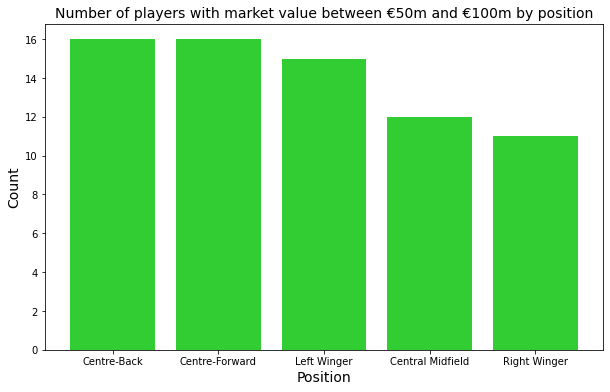 Number of players with market value between €50m and €100m by position
Count
16
14
12
10
8
6
4
2
0
Centre-Back Centre-Forward Left Winger Central Midfield Right Winger
Position